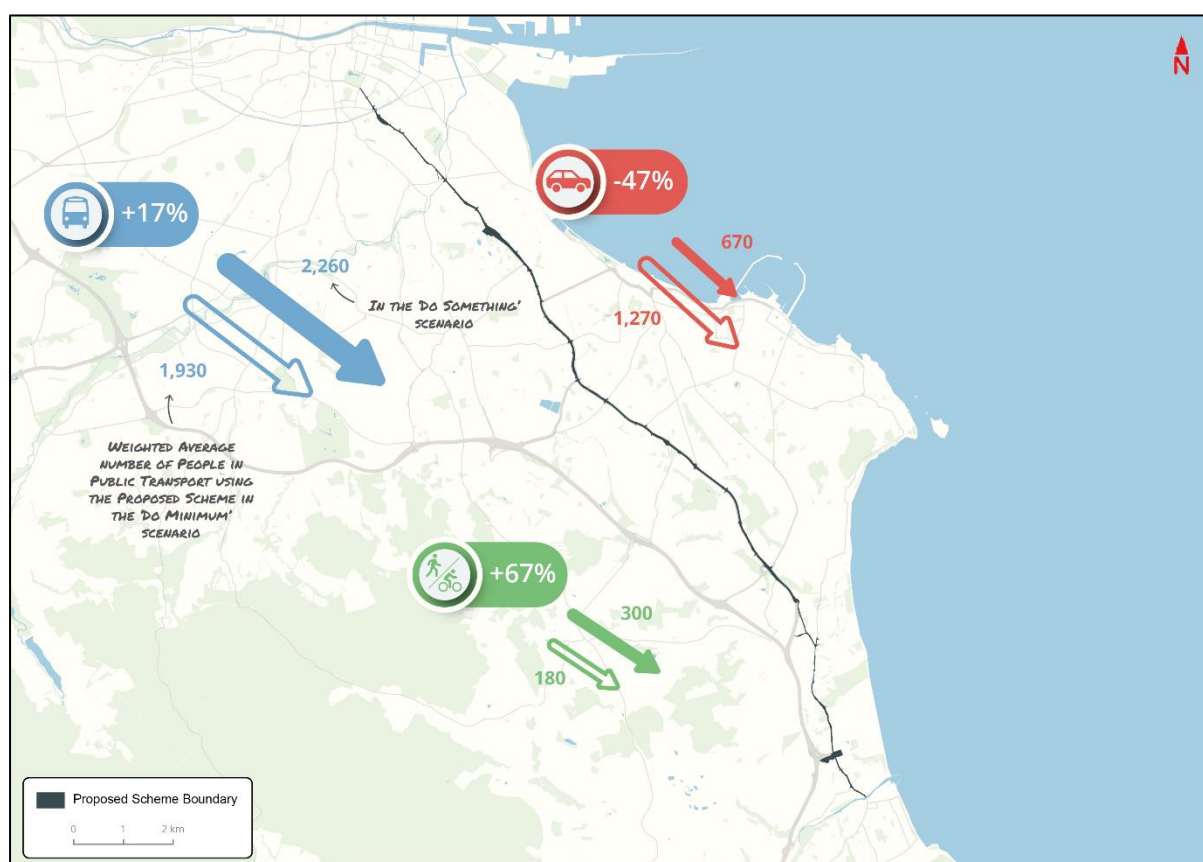 N
-47%
+17%
670
2,260
IN THE 'DO SOMETHING'
SCENARIO
1,270
1,930
WEIGHTED AVERAGE
NUMBER OF PEOPLE IN
PUBLIC TRANSPORT USING
THE PROPOSED SCHEME IN
THE 'DO MINIMUM'
SCENARIO
+67%
300
180
Proposed Scheme Boundary
0 1 2 km